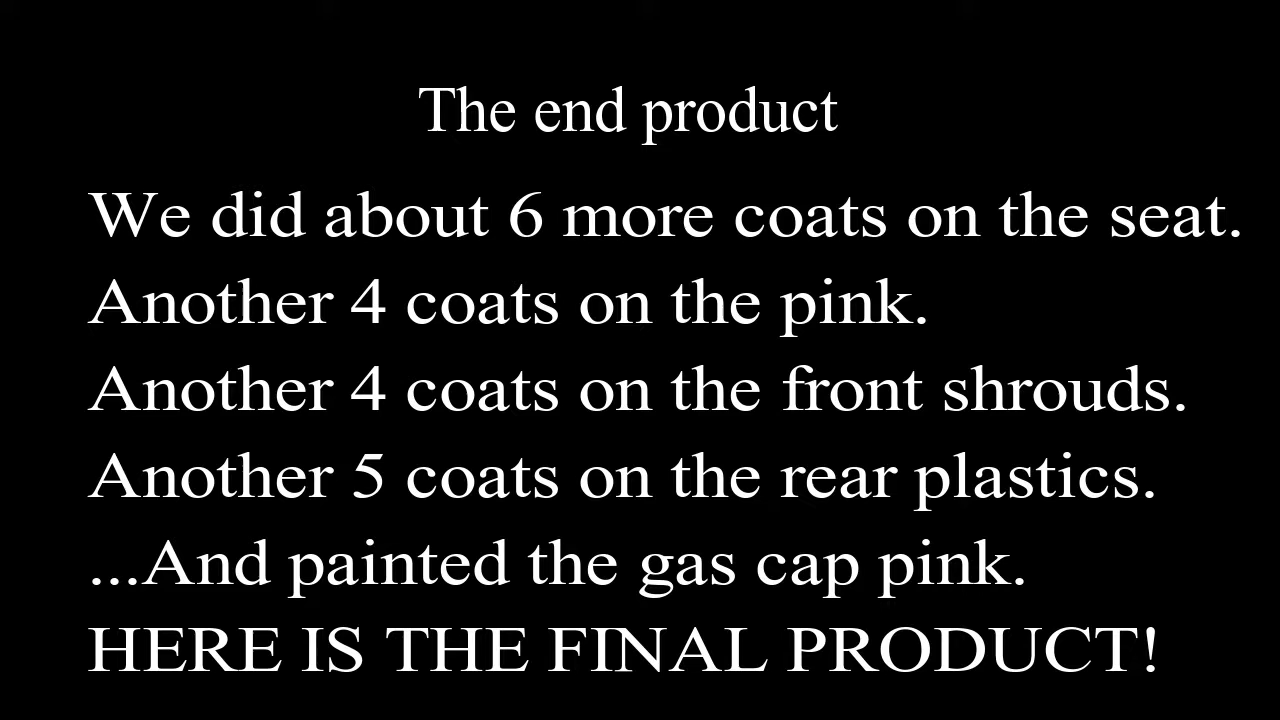 The end product
We did about 6 more coats on the seat.
Another 4 coats on the pink.
Another 4 coats on the front shrouds.
Another 5 coats on the rear plastics.
...And painted the gas cap pink.
HERE IS THE FINAL PRODUCT!